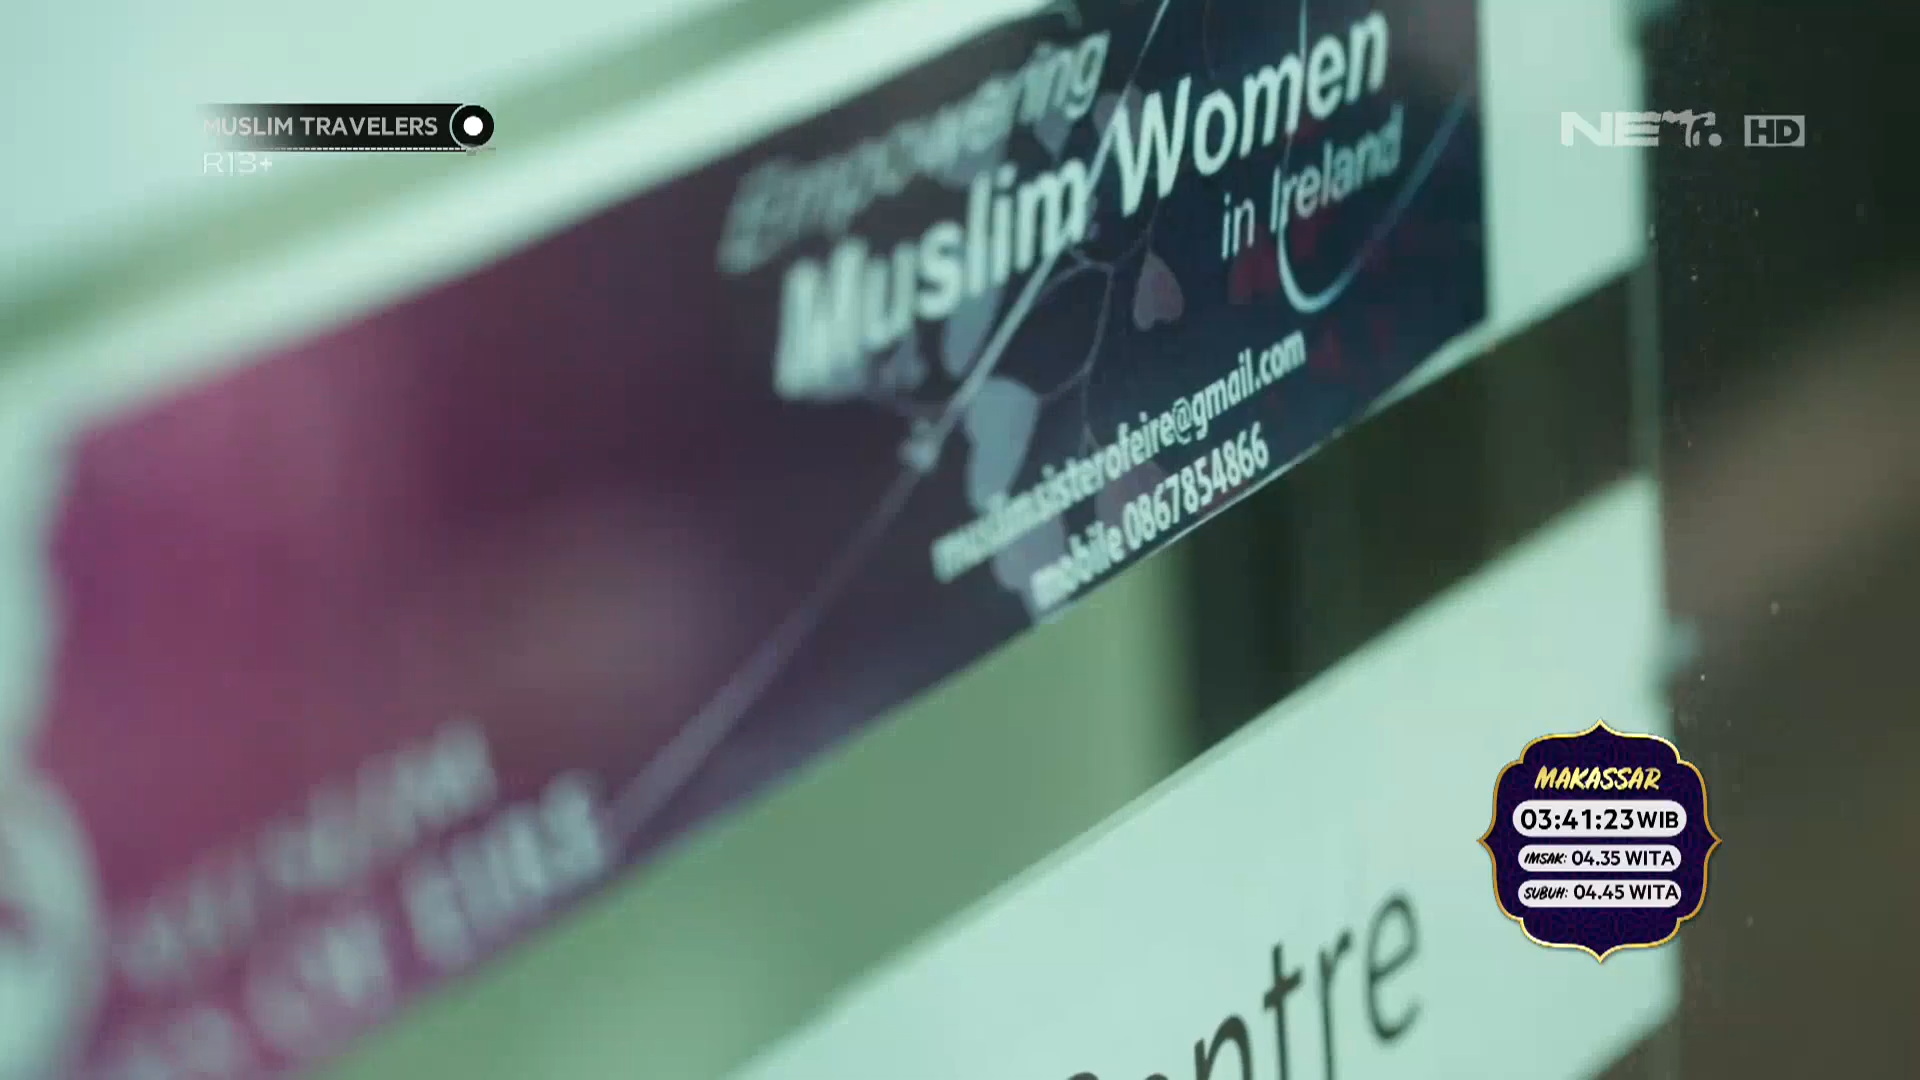 MUSLIM TRAVELERS
R13+
NET. HD
Empowering
Muslim Women
in Ireland
muslimsisterofeire@gmail.com
mobile 0867854866
MAKASSAR
03:41:23 WIB
IMSAK: 04.35 WITA
SUBUH: 04.45 WITA